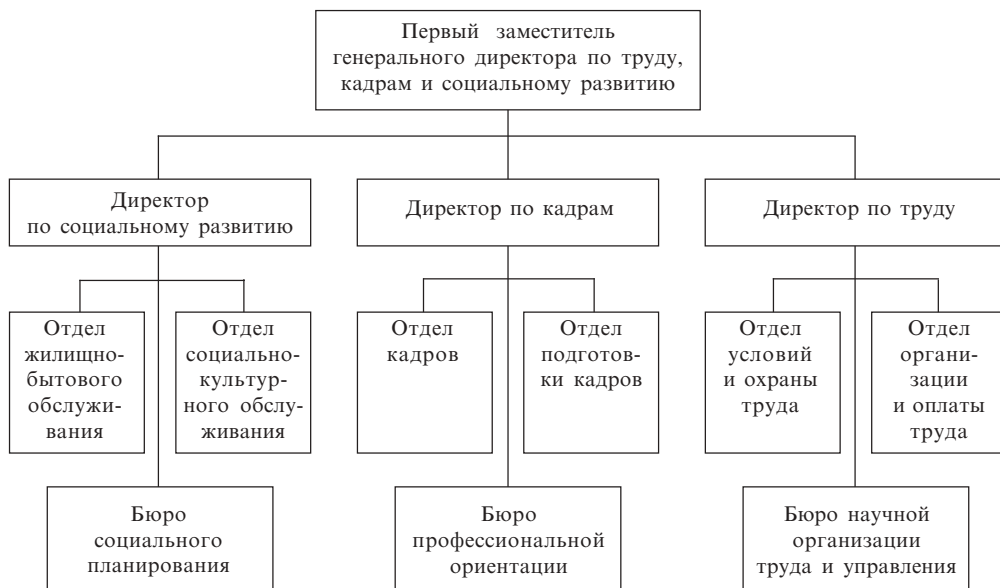 Первый заместитель
генерального директора по труду,
кадрам и социальному развитию
Директор
по социальному развитию
Директор по кадрам
Директор по труду
Отдел
жилищно-
бытового
обслужи-
вания
Отдел
социально-
культур-
ного обслу-
живания
Отдел
кадров
Отдел
подготов-
ки кадров
Отдел
условий
и охраны
труда
Отдел
органи-
зации
и оплаты
труда
Бюро
социального
планирования
Бюро
профессиональной
ориентации
Бюро научной
организации
труда и управления